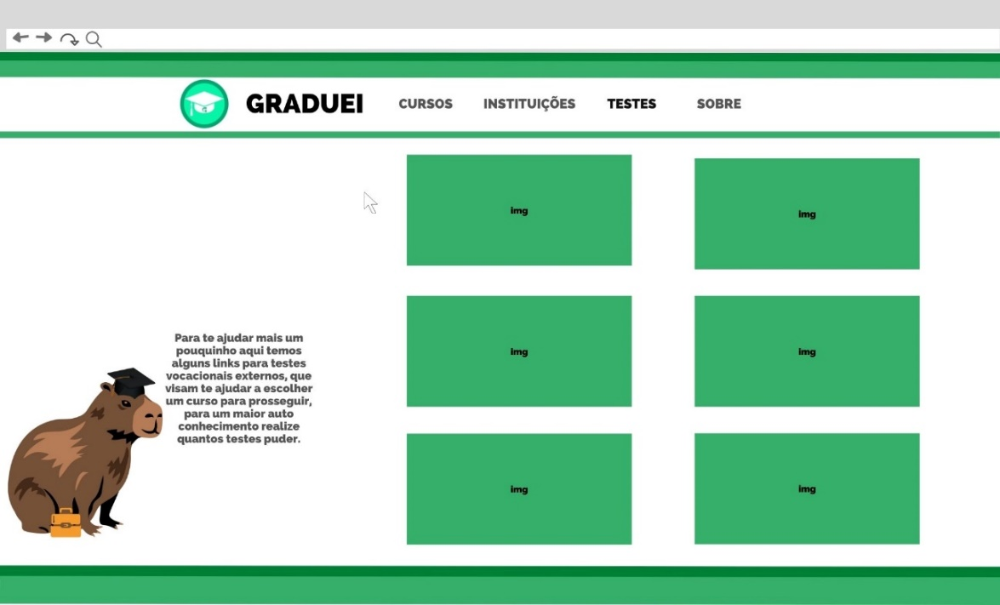 GRADUEI
CURSOS
INSTITUIÇÕES
TESTES
SOBRE
img
img
Para te ajudar mais um
pouquinho aqui temos
alguns links para testes
vocacionais externos, que
visam te ajudar a escolher
um curso para prosseguir,
para um maior auto
conhecimento realize
quantos testes puder.
img
img
img
img